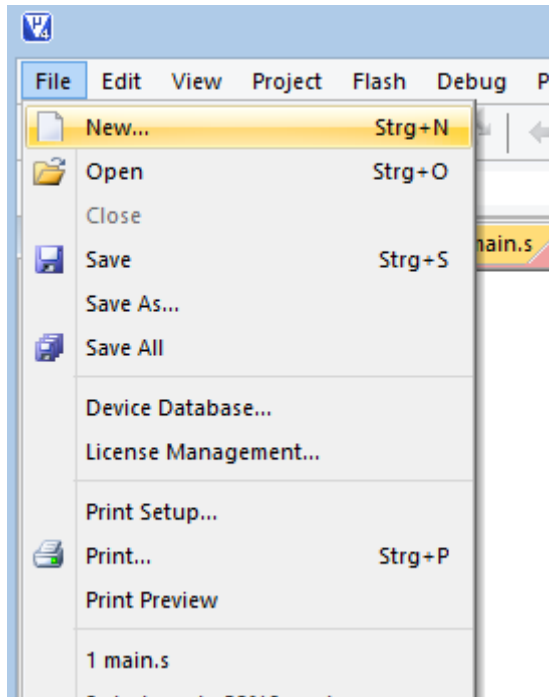 File Edit View Project Flash Debug P
New... Strg+N
Open Strg+O
Close
Save Strg+S
main.s
Save As...
Save All
Device Database...
License Management...
Print Setup...
Print... Strg+P
Print Preview
1 main.s